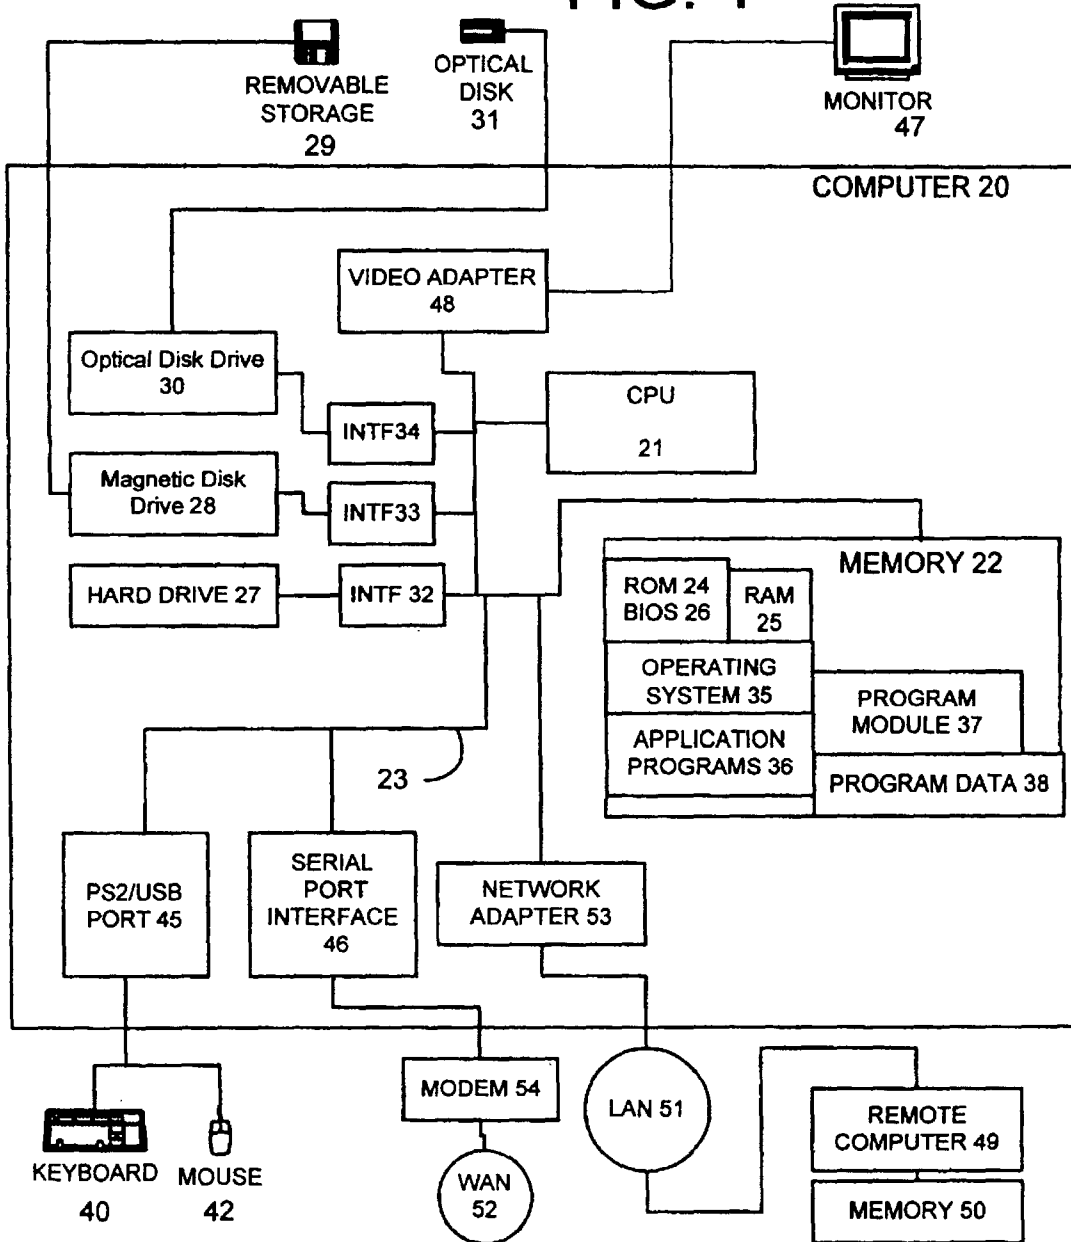 FIG. 1
REMOVABLE
STORAGE
29
OPTICAL
DISK
31
MONITOR
47
COMPUTER 20
VIDEO ADAPTER
48
Optical Disk Drive
30
CPU
21
INTF34
Magnetic Disk
Drive 28
INTF33
HARD DRIVE 27
INTF 32
MEMORY 22
ROM 24
BIOS 26
RAM
25
OPERATING
SYSTEM 35
PROGRAM
MODULE 37
APPLICATION
PROGRAMS 36
PROGRAM DATA 38
23
PS2/USB
PORT 45
SERIAL
PORT
INTERFACE
46
NETWORK
ADAPTER 53
MODEM 54
LAN 51
REMOTE
COMPUTER 49
KEYBOARD
40
MOUSE
42
WAN
52
MEMORY 50